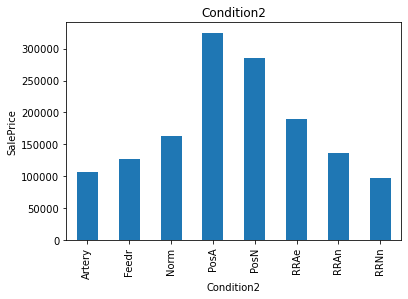 Condition2
SalePrice
300000
250000
200000
150000
100000
50000
0
Artery
Feedr
Norm
PosA
PosN
RRAe
RRAn
RRNn
Condition2